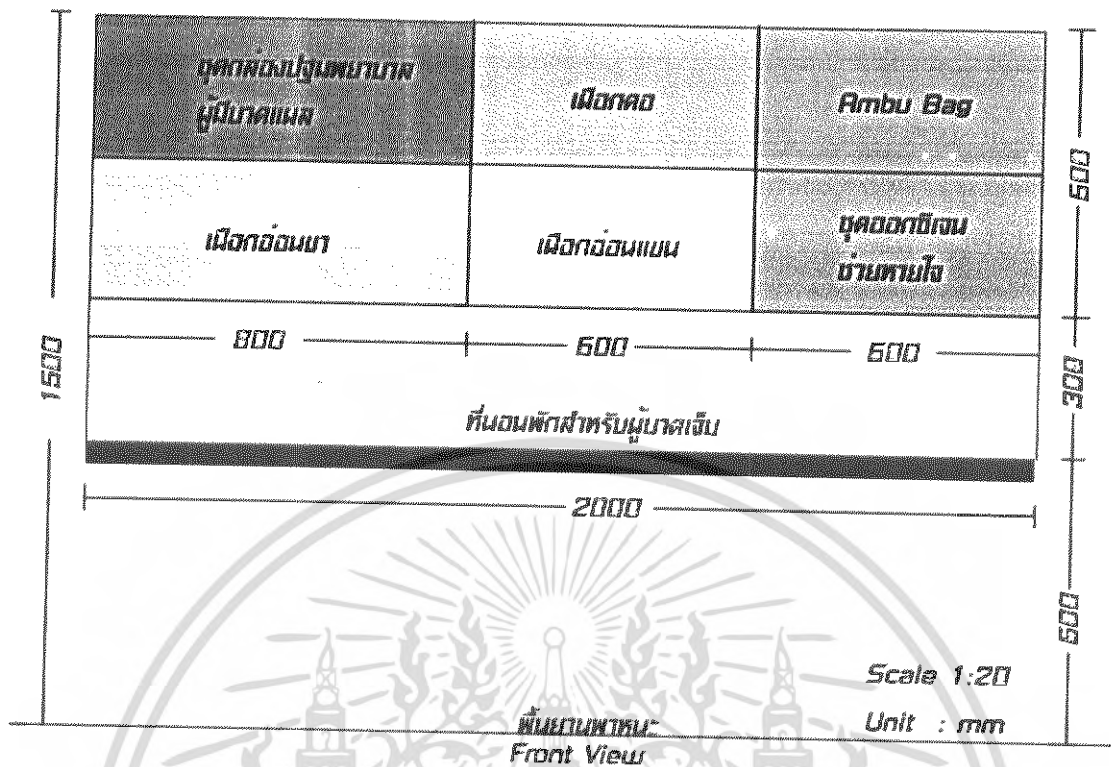 ชุดกล่องปฐมพยาบาล
ผู้มีบาดแผล
เฝือกคอ
Ambu Bag
เฝือกอ่อนขา
เฝือกอ่อนแขน
ชุดออกซิเจน
ช่วยหายใจ
1500
600
800
600
600
300
ที่นอนพักสำหรับผู้บาดเจ็บ
2000
600
Scale 1:20
พื้นยานพาหนะ
Unit : mm
Front View